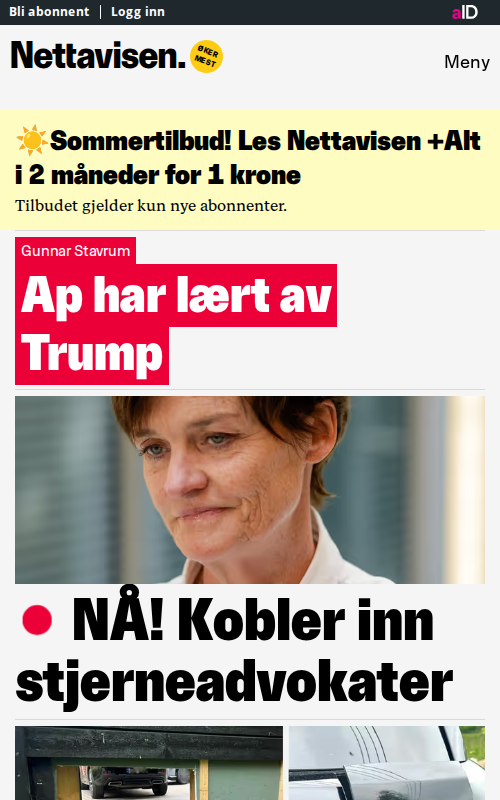 Bli abonnent | Logg inn
aID
Nettavisen.
ØKER
MEST
Meny
☀️Sommertilbud! Les Nettavisen +Alt
i 2 måneder for 1 krone
Tilbudet gjelder kun nye abonnenter.
Gunnar Stavrum
Ap har lært av
Trump
NÅ! Kobler inn
stjerneadvokater